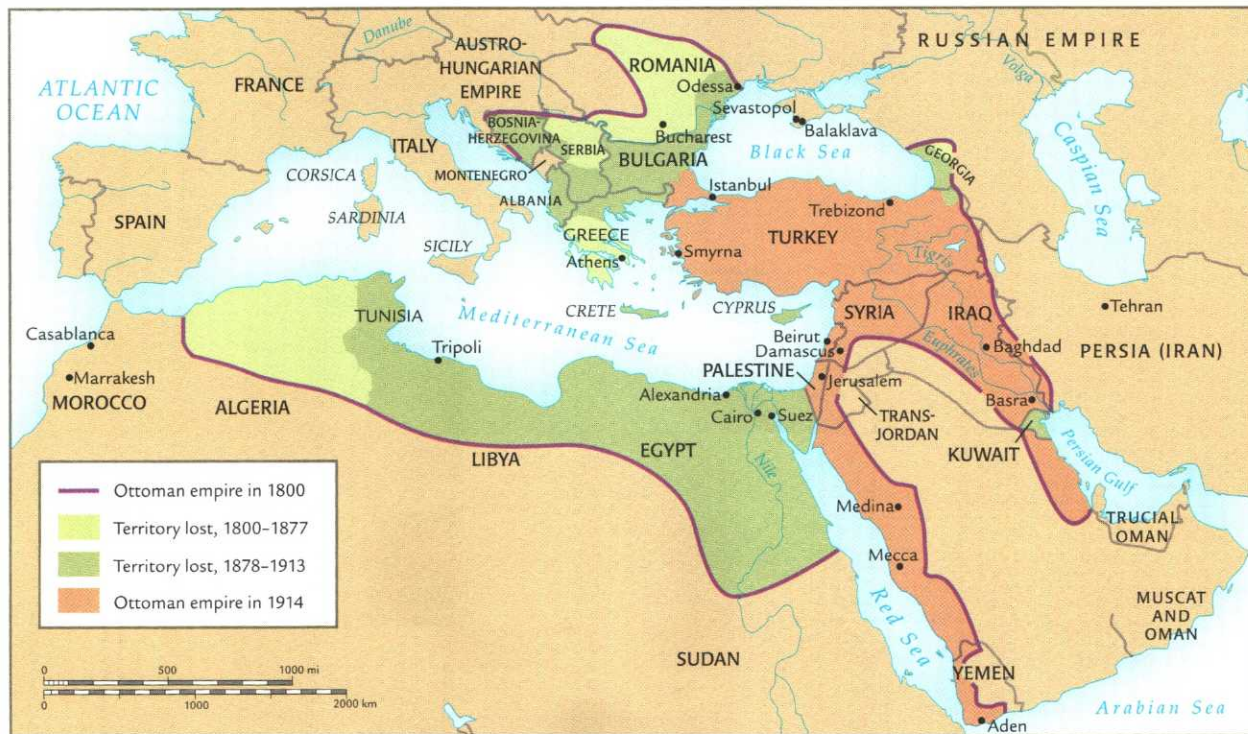 RUSSIAN EMPIRE
Danube
AUSTRO-
HUNGARIAN
EMPIRE
ROMANIA
Volga
FRANCE
ATLANTIC
OCEAN
Odessa
Sevastopol
Balaklava
Caspian Sea
BOSNIA-
HERZEGOVINA
Bucharest
SERBIA
ITALY
BULGARIA
Black Sea
GEORGIA
CORSICA
MONTENEGRO
ALBANIA
Istanbul
Trebizond
SPAIN
SARDINIA
TURKEY
SICILY
GREECE
Athens
Smyrna
Tigris
CRETE
CYPRUS
SYRIA
IRAQ
Tehran
TUNISIA
Mediterranean Sea
Casablanca
Tripoli
Beirut
Damascus
Baghdad
Euphrates
PERSIA (IRAN)
PALESTINE
Marrakesh
Jerusalem
MOROCCO
ALGERIA
Alexandria
Basra
Cairo
Suez
TRANS-
JORDAN
LIBYA
EGYPT
KUWAIT
Persian Gulf
Nile
Medina
TRUCIAL
OMAN
Mecca
Red Sea
MUSCAT
AND
OMAN
SUDAN
YEMEN
Arabian Sea
Aden
Ottoman empire in 1800
Territory lost, 1800–1877
Territory lost, 1878–1913
Ottoman empire in 1914
0 500 1000 mi
0 1000 2000 km